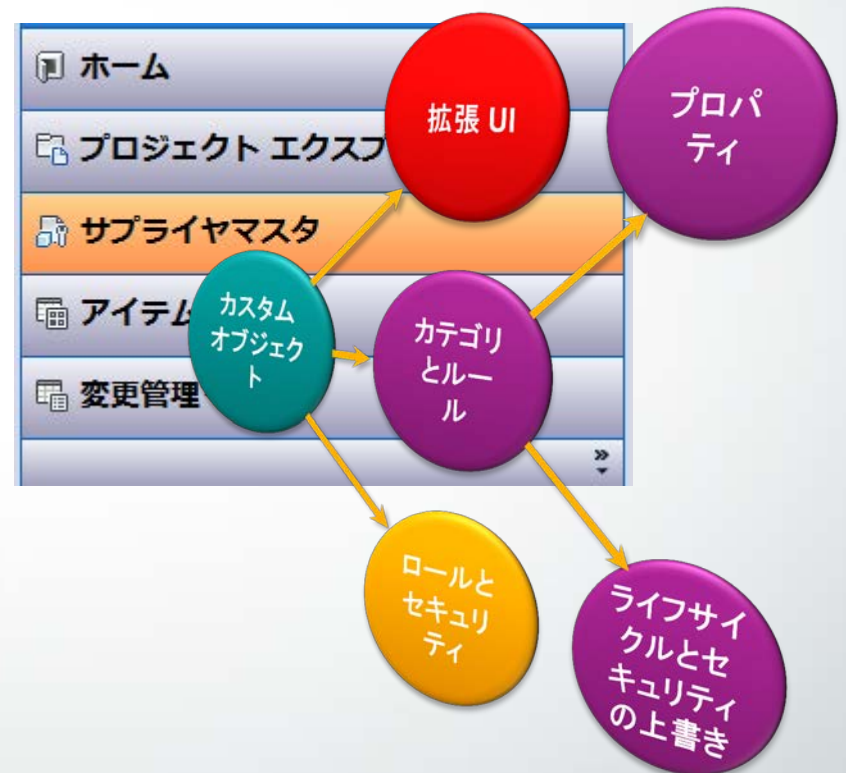 ホーム
プロジェクト エクスプ
サプライヤマスタ
アイテム
変更管理
拡張 UI
プロパ
ティ
カスタム
オブジェク
ト
カテゴリ
とルー
ル
ロールと
セキュリ
ティ
ライフサイ
クルとセ
キュリティ
の上書き